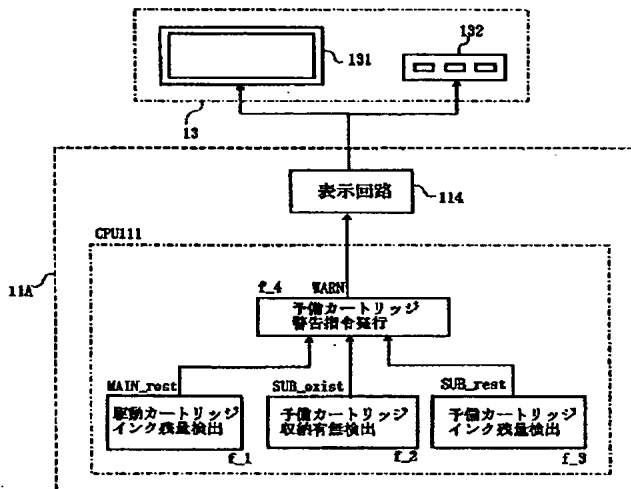 131
132
13
表示回路
114
CPU111
11A
f_4
WARN
予備カートリッジ
警告指令発行
MAIN_rest
SUB_exist
SUB_rest
駆動カートリッジ
インク残量検出
予備カートリッジ
収納有無検出
予備カートリッジ
インク残量検出
f_1
f_2
f_3